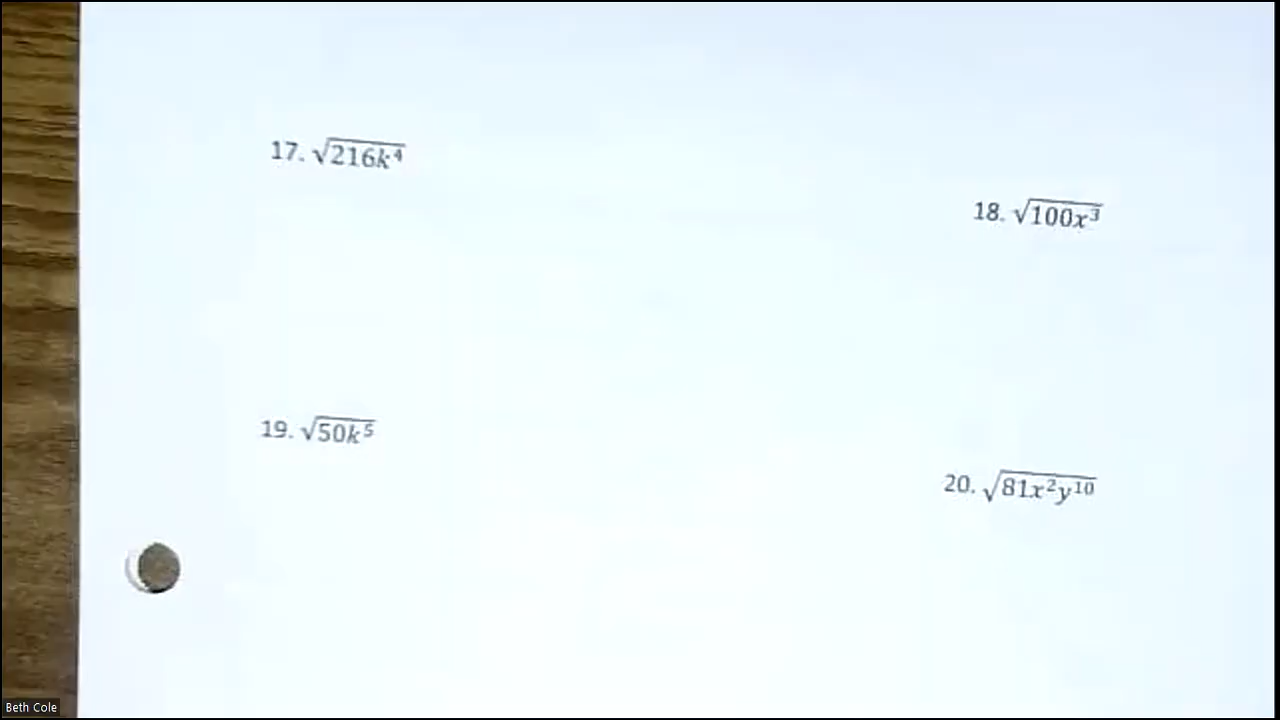 17. √216k⁴
18. √100x³
19. √50k⁵
20. √81x²y¹⁰
Beth Cole